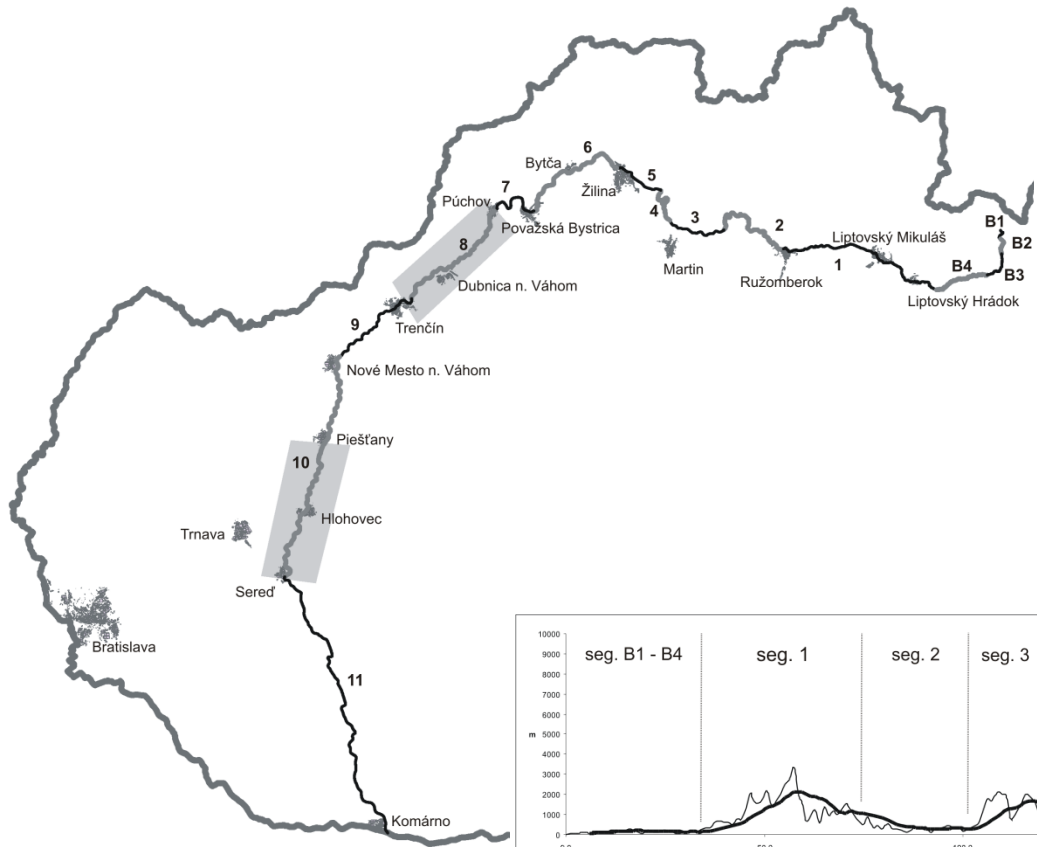 6
Bytča
5
Žilina
7
Púchov
4
3
B1
Považská Bystrica
2
Liptovský Mikuláš
B2
8
Martin
1
B4
B3
Ružomberok
Dubnica n. Váhom
Liptovský Hrádok
Trenčín
9
Nové Mesto n. Váhom
Piešťany
10
Hlohovec
Trnava
Sereď
Bratislava
11
Komárno
10000
9000
8000
7000
6000
5000
m
4000
3000
2000
1000
0
seg. B1 - B4
seg. 1
seg. 2
seg. 3